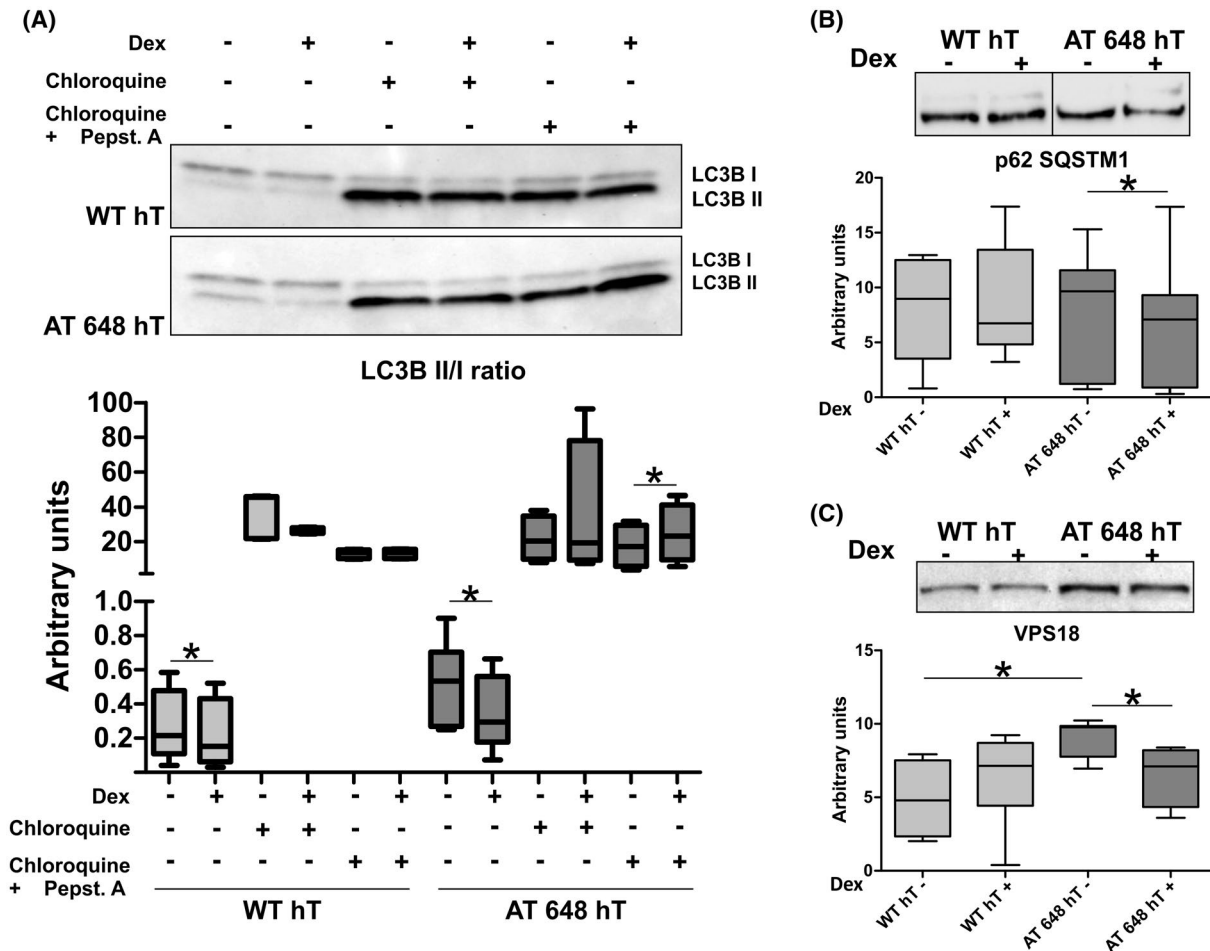 (A)
Dex - + - + - +
Chloroquine - - + + - -
Chloroquine
+ Pepst. A - - - - + +
LC3B I
LC3B II
WT hT
LC3B I
LC3B II
AT 648 hT
LC3B II/I ratio
Arbitrary units
100
80
60
40
20
1.0
0.8
0.6
0.4
0.2
* * *
Dex - + - + - + - + - + - +
Chloroquine - - + + - - - - + + - -
Chloroquine
+ Pepst. A - - - - + + - - - - + +
WT hT AT 648 hT
(B)
WT hT AT 648 hT
Dex - + - +
p62 SQSTM1
Arbitrary units
20
15
10
5
0
*
Dex WT hT - WT hT + AT 648 hT - AT 648 hT +
(C)
WT hT AT 648 hT
Dex - + - +
VPS18
Arbitrary units
15
10
5
0
* *
Dex WT hT - WT hT + AT 648 hT - AT 648 hT +